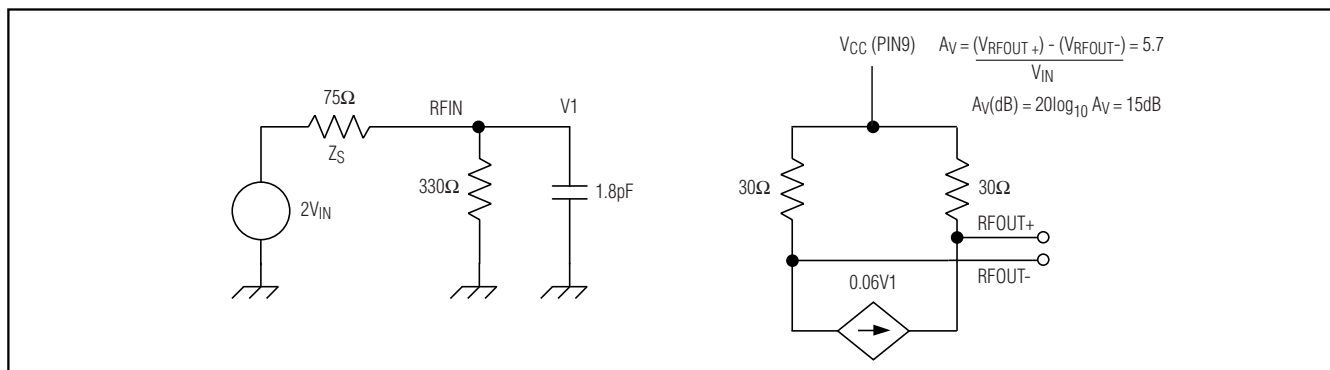 V_CC (PIN9)
A_V = (V_RFOUT +) - (V_RFOUT-) = 5.7
V_IN
A_V(dB) = 20log_10 A_V = 15dB
75Ω
RFIN
V1
Z_S
330Ω
1.8pF
2V_IN
30Ω
30Ω
RFOUT+
RFOUT-
0.06V1